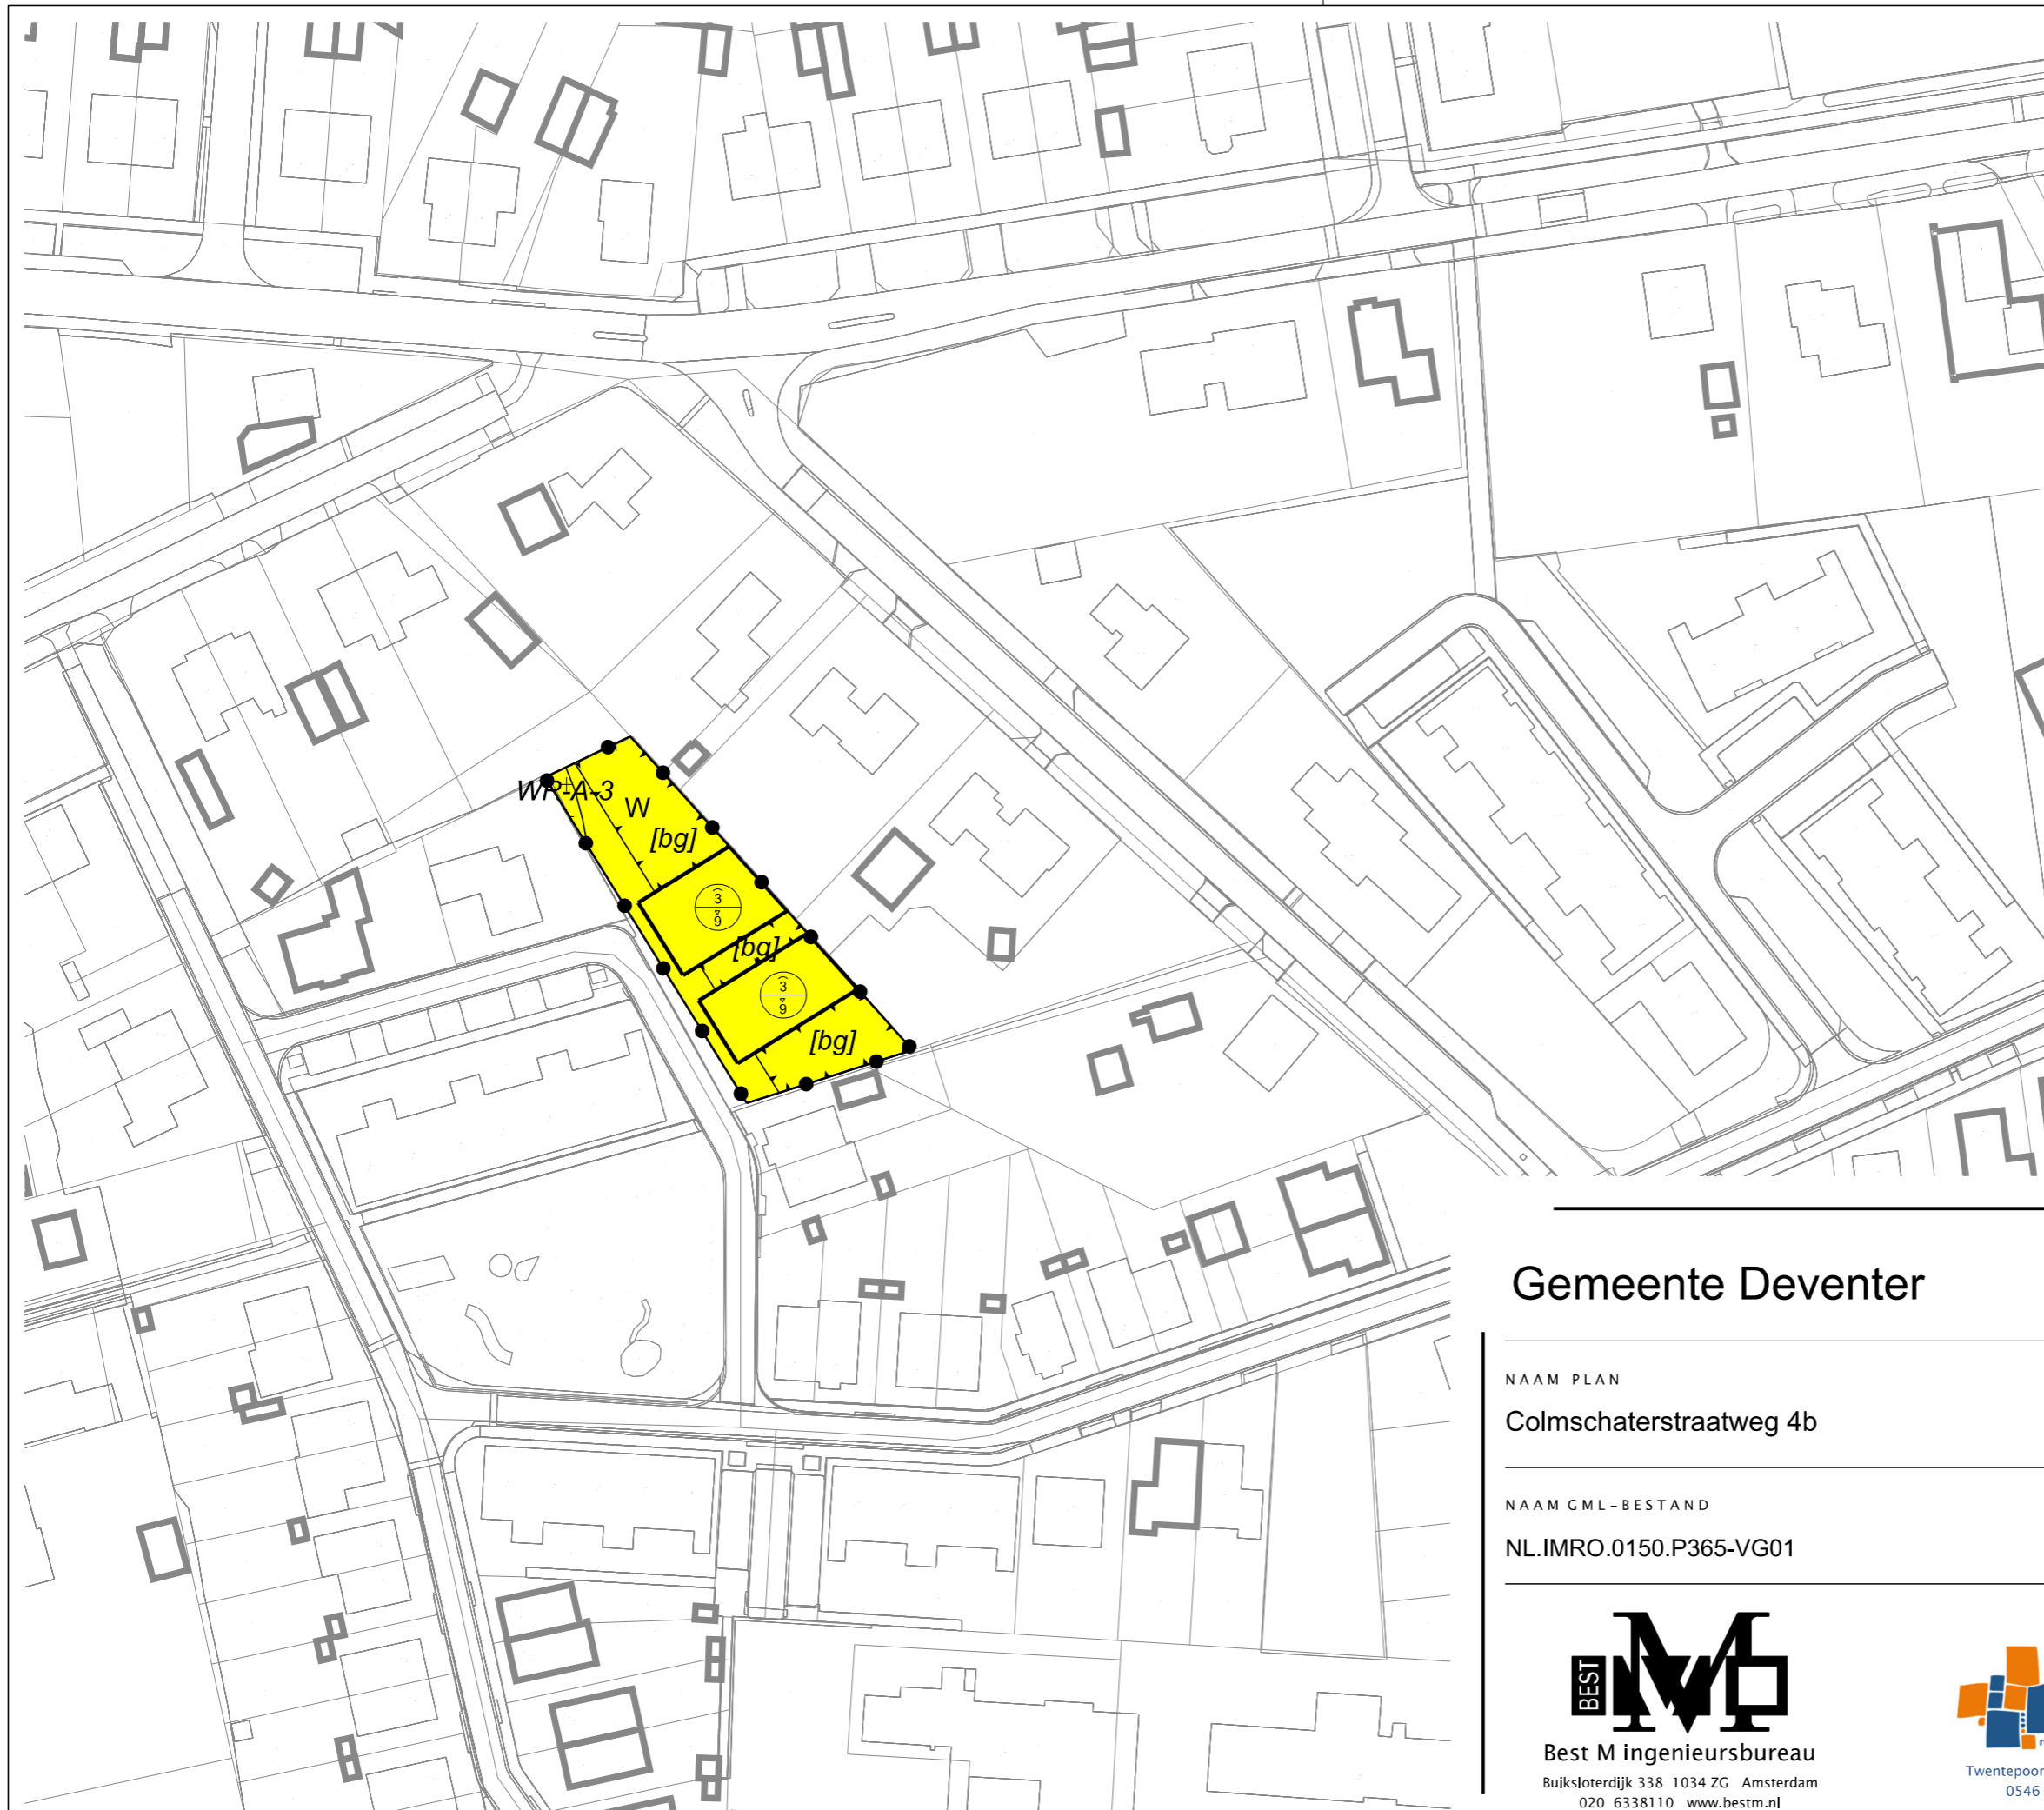 WP-A-3
W
[bg]
3
9
[bg]
3
9
[bg]
Gemeente Deventer
NAAM PLAN
Colmschaterstraatweg 4b
NAAM GML-BESTAND
NL.IMRO.0150.P365-VG01
BEST
M
Best M ingenieursbureau
Buiksloterdijk 338 1034 ZG Amsterdam
020 6338110 www.bestm.nl
Twentepoor
0546